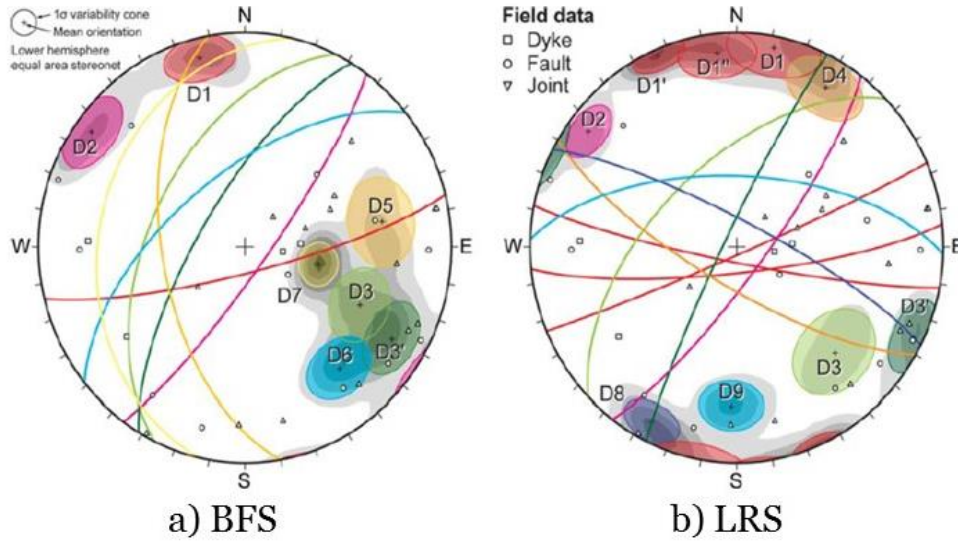 1σ variability cone
Mean orientation
Lower hemisphere
equal area stereonet
N
D1
D2
W
E
D5
D7
D3
D3'
D6
S
a) BFS
Field data
Dyke
Fault
Joint
N
D1'
D1"
D1
D4
D2
W
E
D3'
D3
D8
D9
S
b) LRS